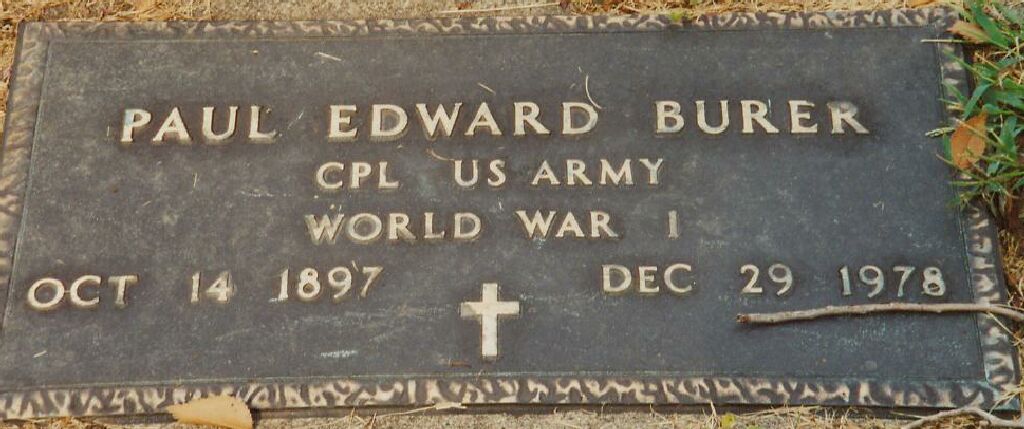 PAUL EDWARD BURER
CPL US ARMY
WORLD WAR I
OCT 14 1897 DEC 29 1978